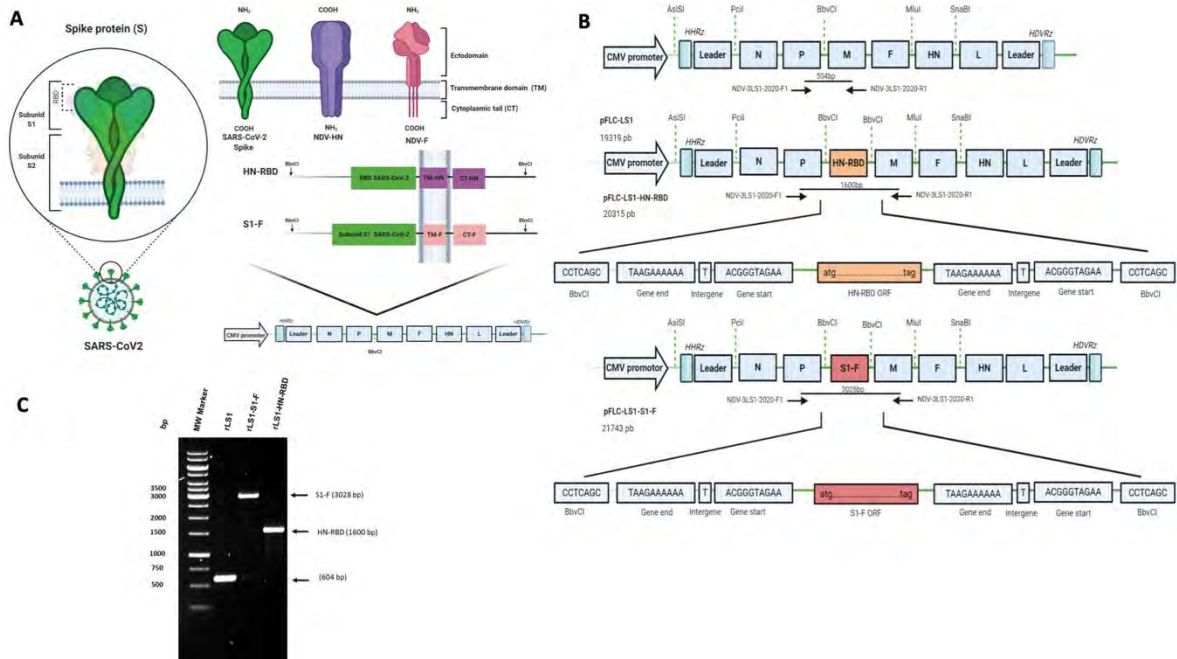 A
Spike protein (S)
RBD
Subunid S1
Subunid S2
SARS-CoV2
NH₂
COOH
NH₂
Ectodomain
Transmembrane domain (TM)
Cytoplasmic tail (CT)
COOH
SARS-CoV-2
Spike
NH₂
NDV-HN
COOH
NDV-F
HN-RBD
BbvCI
RBD SARS-CoV-2
TM-HN
CT-HN
BbvCI
S1-F
BbvCI
Subunid S1 SARS-CoV-2
TM-F
CT-F
BbvCI
CMV promoter
HHRz
Leader
N
P
M
F
HN
L
Leader
HDVRz
BbvCI
B
AsiSI
PciI
BbvCI
MluI
SnaBI
HHRz
HDVRz
CMV promoter
Leader
N
P
M
F
HN
L
Leader
504bp
NDV-3LS1-2020-F1
NDV-3LS1-2020-R1
pFLC-LS1
19319 pb
AsiSI
PciI
BbvCI
BbvCI
MluI
SnaBI
HHRz
HDVRz
CMV promoter
Leader
N
P
HN-RBD
M
F
HN
L
Leader
1600bp
NDV-3LS1-2020-F1
NDV-3LS1-2020-R1
pFLC-LS1-HN-RBD
20315 pb
CCTCAGC
TAAGAAAAAA
T
ACGGGTAGAA
atg......................tag
TAAGAAAAAA
T
ACGGGTAGAA
CCTCAGC
BbvCI
Gene end
Intergene
Gene start
HN-RBD ORF
Gene end
Intergene
Gene start
BbvCI
AsiSI
PciI
BbvCI
BbvCI
MluI
SnaBI
HHRz
HDVRz
CMV promoter
Leader
N
P
S1-F
M
F
HN
L
Leader
3028bp
NDV-3LS1-2020-F1
NDV-3LS1-2020-R1
pFLC-LS1-S1-F
21743 pb
CCTCAGC
TAAGAAAAAA
T
ACGGGTAGAA
atg......................tag
TAAGAAAAAA
T
ACGGGTAGAA
CCTCAGC
BbvCI
Gene end
Intergene
Gene start
S1-F ORF
Gene end
Intergene
Gene start
BbvCI
C
bp
MW Marker
rLS1
rLS1-S1-F
rLS1-HN-RBD
3500
3000
2000
1500
1000
750
500
S1-F (3028 bp)
HN-RBD (1600 bp)
(604 bp)